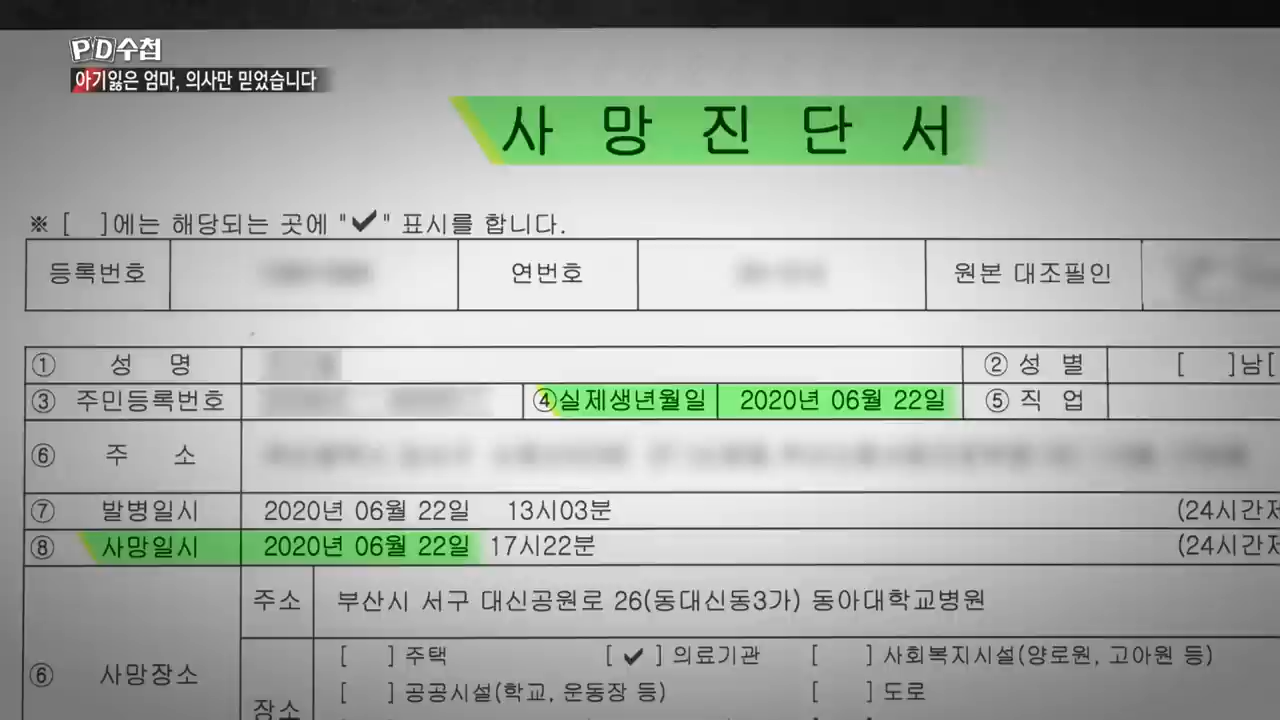 PD수첩
아기잃은 엄마, 의사만 믿었습니다
사 망 진 단 서
※ [ ]에는 해당되는 곳에 "✔" 표시를 합니다.
등록번호 연번호 원본 대조필인
① 성 명 ② 성 별 [ ]남[
③ 주민등록번호 ④실제생년월일 2020년 06월 22일 ⑤ 직 업
⑥ 주 소
⑦ 발병일시 2020년 06월 22일 13시03분 (24시간제
⑧ 사망일시 2020년 06월 22일 17시22분 (24시간제
⑥ 사망장소 주소 부산시 서구 대신공원로 26(동대신동3가) 동아대학교병원
장소 [ ] 주택 [ ✔ ] 의료기관 [ ] 사회복지시설(양로원, 고아원 등)
[ ] 공공시설(학교, 운동장 등) [ ] 도로